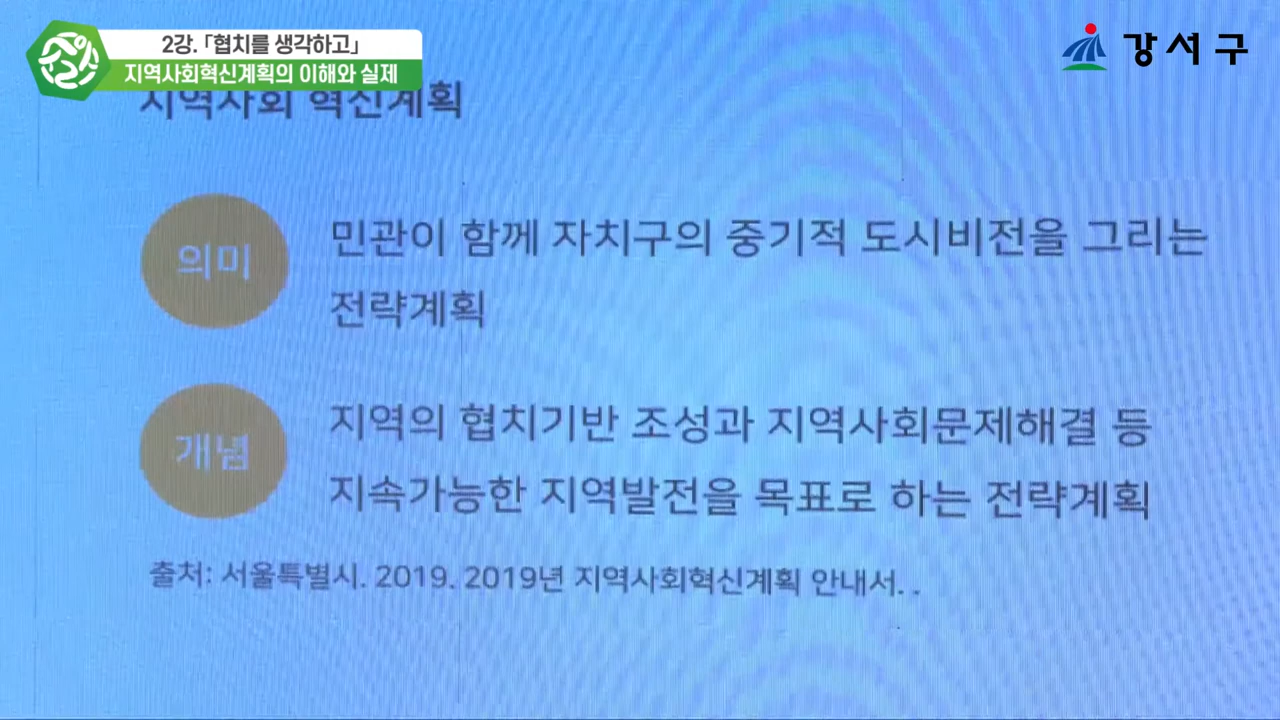 2강. 「협치를 생각하고」
지역사회혁신계획의 이해와 실제
강서구
지역사회 혁신계획
의미
민관이 함께 자치구의 중기적 도시비전을 그리는
전략계획
개념
지역의 협치기반 조성과 지역사회문제해결 등
지속가능한 지역발전을 목표로 하는 전략계획
출처: 서울특별시. 2019. 2019년 지역사회혁신계획 안내서. .